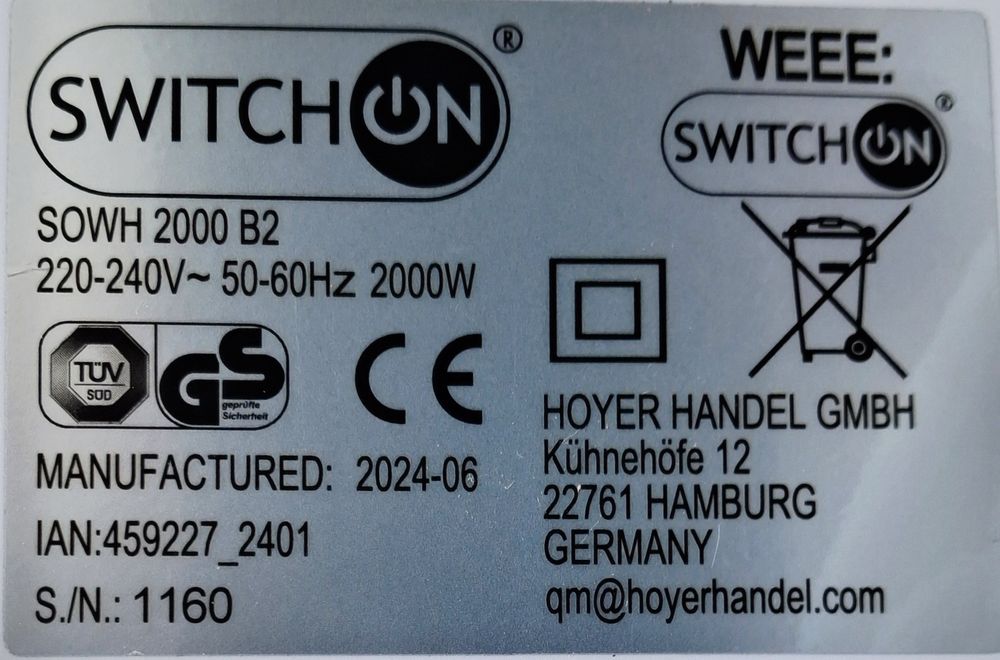 SWITCHON®
SOWH 2000 B2
220-240V~ 50-60Hz 2000W
TÜV
SÜD
GS
geprüfte
Sicherheit
CE
MANUFACTURED: 2024-06
IAN:459227_2401
S./N.: 1160
WEEE:
SWITCHON®
HOYER HANDEL GMBH
Kühnehöfe 12
22761 HAMBURG
GERMANY
qm@hoyerhandel.com